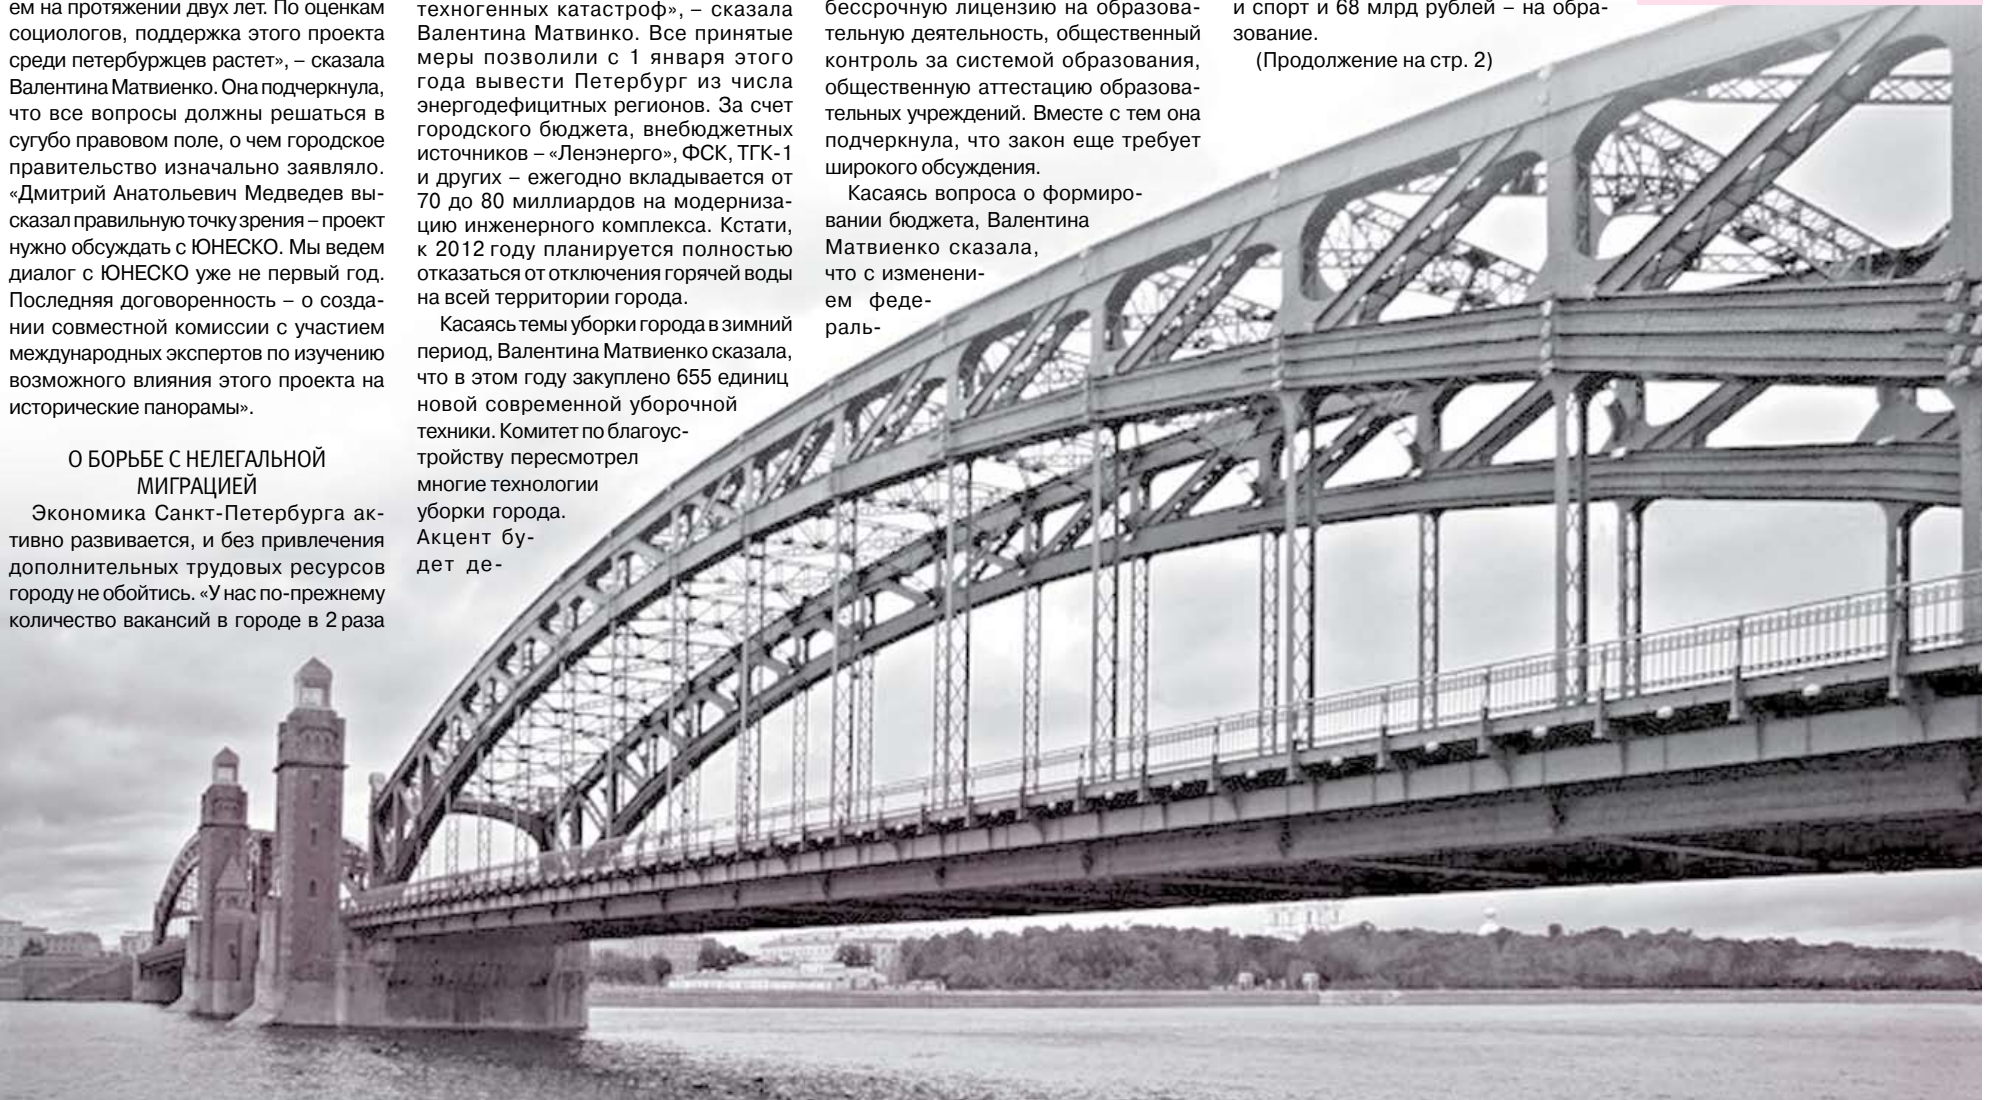 ем на протяжении двух лет. По оценкам
социологов, поддержка этого проекта
среди петербуржцев растет», – сказала
Валентина Матвиенко. Она подчеркнула,
что все вопросы должны решаться в
сугубо правовом поле, о чем городское
правительство изначально заявляло.
«Дмитрий Анатольевич Медведев вы-
сказал правильную точку зрения – проект
нужно обсуждать с ЮНЕСКО. Мы ведем
диалог с ЮНЕСКО уже не первый год.
Последняя договоренность – о созда-
нии совместной комиссии с участием
международных экспертов по изучению
возможного влияния этого проекта на
исторические панорамы».
О БОРЬБЕ С НЕЛЕГАЛЬНОЙ
МИГРАЦИЕЙ
Экономика Санкт-Петербурга ак-
тивно развивается, и без привлечения
дополнительных трудовых ресурсов
городу не обойтись. «У нас по-прежнему
количество вакансий в городе в 2 раза
техногенных катастроф», – сказала
Валентина Матвинко. Все принятые
меры позволили с 1 января этого
года вывести Петербург из числа
энергодефицитных регионов. За счет
городского бюджета, внебюджетных
источников – «Ленэнерго», ФСК, ТГК-1
и других – ежегодно вкладывается от
70 до 80 миллиардов на модерниза-
цию инженерного комплекса. Кстати,
к 2012 году планируется полностью
отказаться от отключения горячей воды
на всей территории города.
Касаясь темы уборки города в зимний
период, Валентина Матвиенко сказала,
что в этом году закуплено 655 единиц
новой современной уборочной
техники. Комитет по благоус-
тройству пересмотрел
многие технологии
уборки города.
Акцент бу-
дет де-
бессрочную лицензию на образова-
тельную деятельность, общественный
контроль за системой образования,
общественную аттестацию образова-
тельных учреждений. Вместе с тем она
подчеркнула, что закон еще требует
широкого обсуждения.
Касаясь вопроса о формиро-
вании бюджета, Валентина
Матвиенко сказала,
что с изменени-
ем феде-
раль-
и спорт и 68 млрд рублей – на обра-
зование.
(Продолжение на стр. 2)